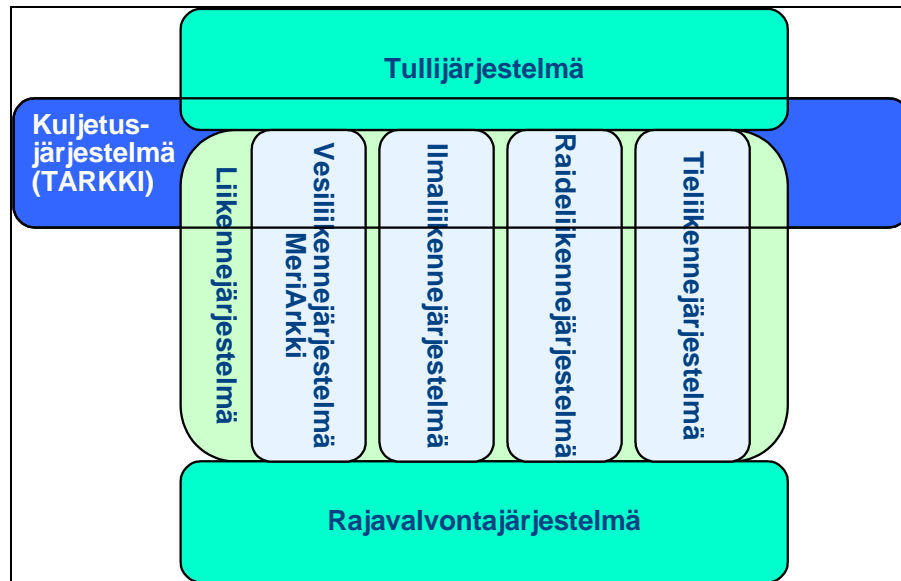 Tullijärjestelmä
Kuljetus-
järjestelmä
(TARKKI)
Liikennejärjestelmä
Vesiliikennejärjestelmä
MeriArkki
Ilmaliikennejärjestelmä
Raideliikennejärjestelmä
Tieliikennejärjestelmä
Rajavalvontajärjestelmä